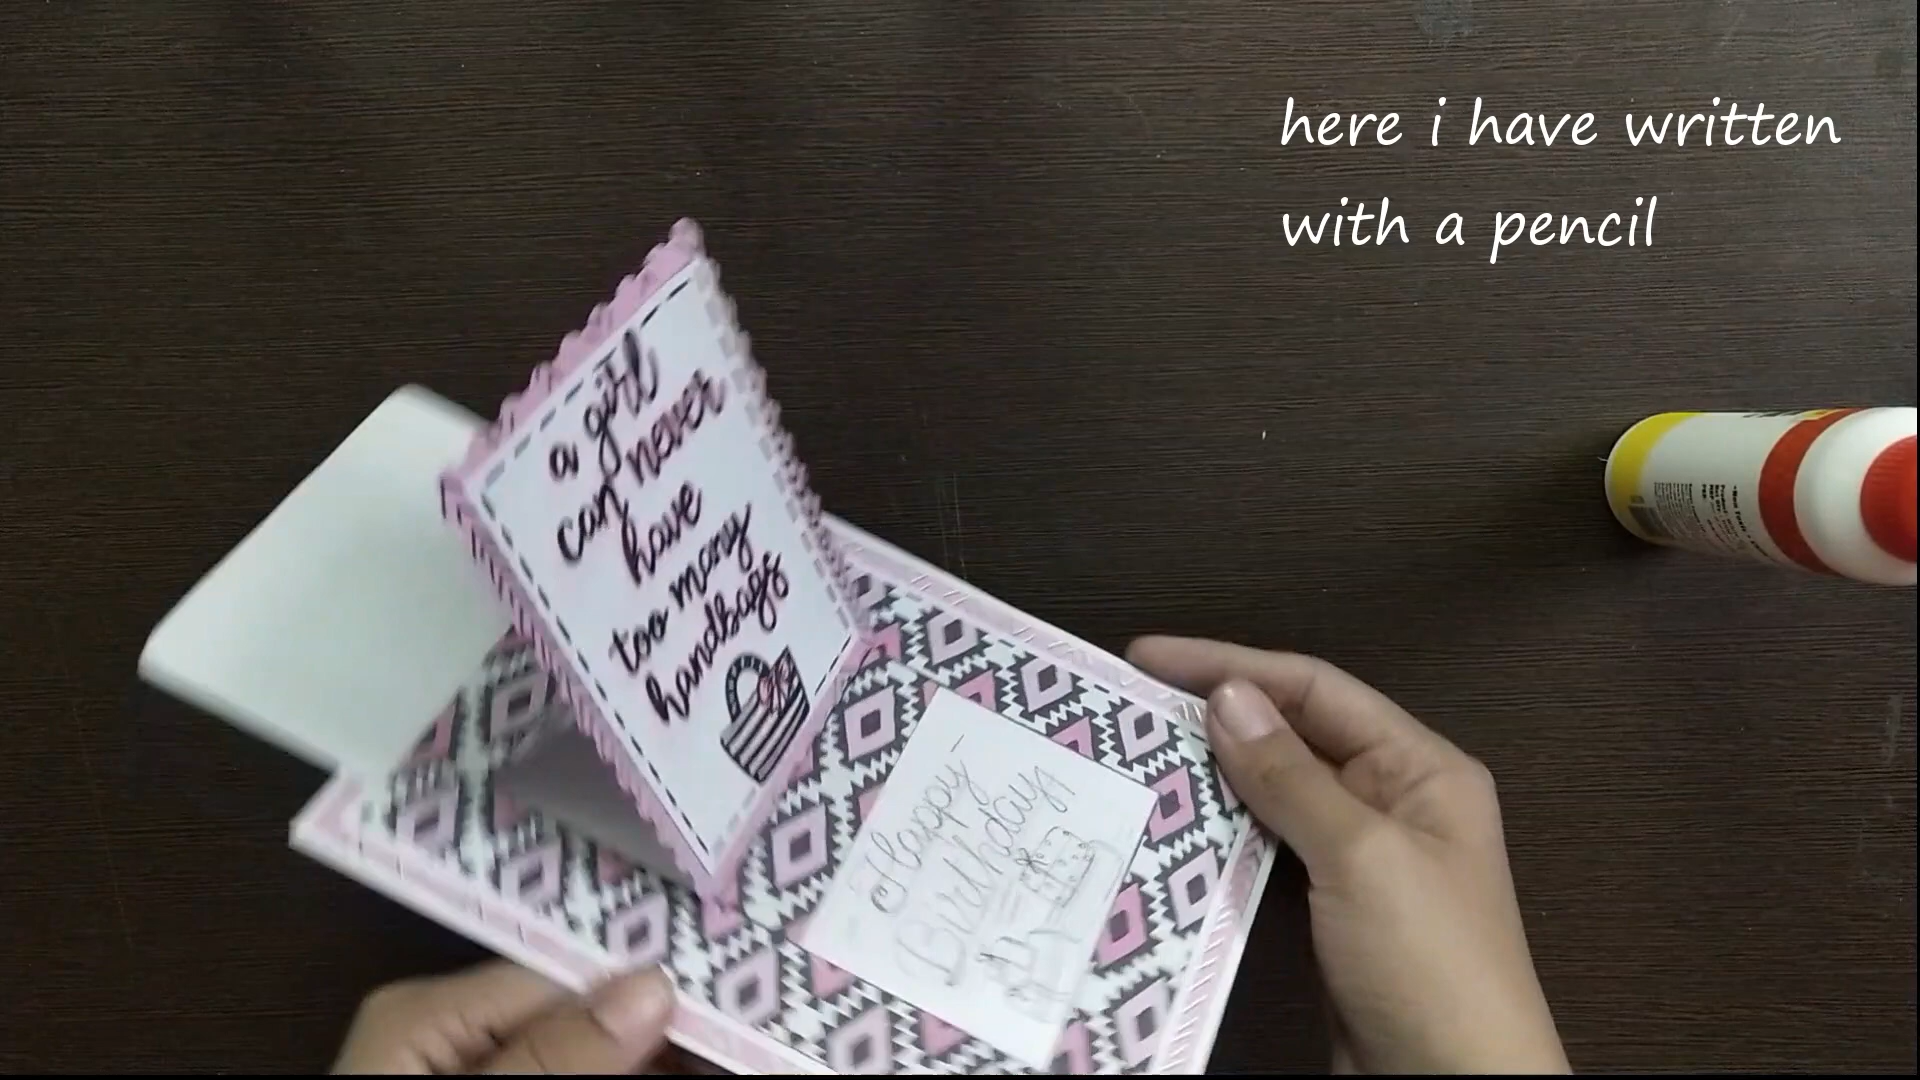 here i have written
with a pencil
a girl
can never
have
too many
handbags
Happy
Birthday